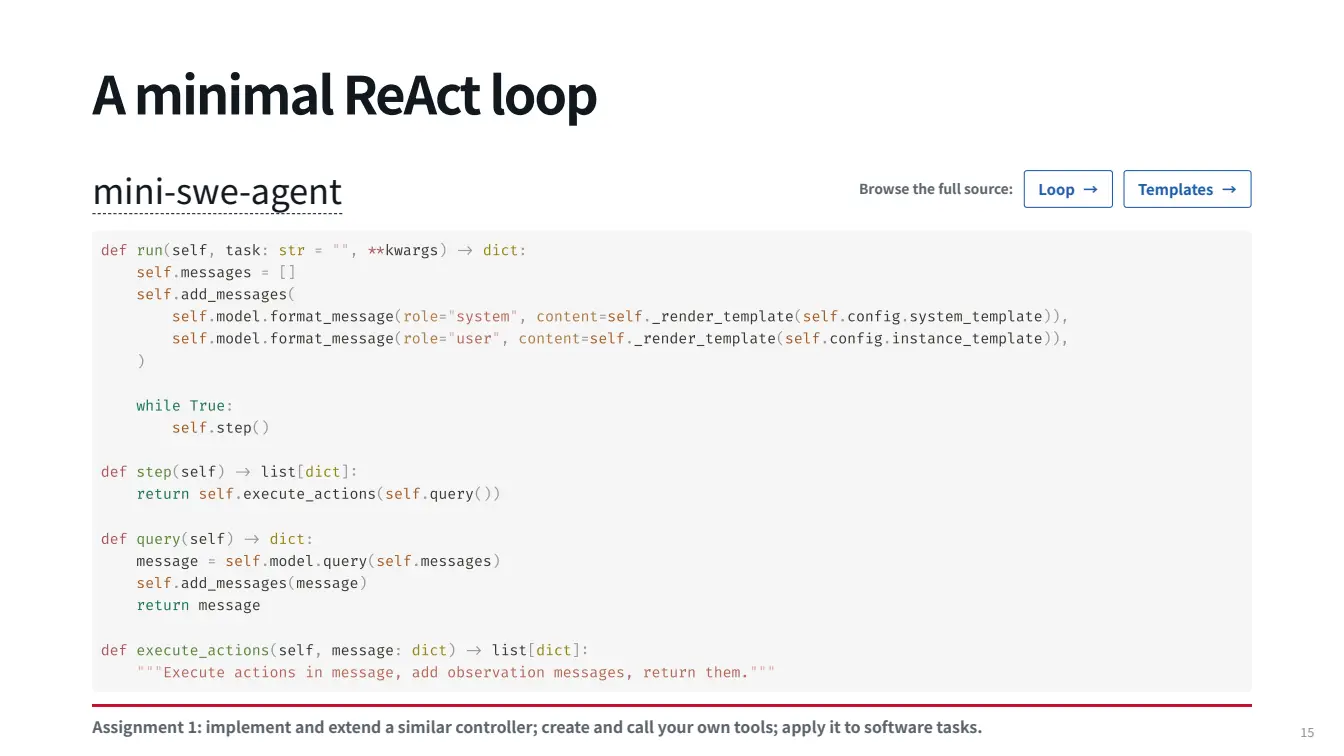 A minimal ReAct loop
mini-swe-agent
Browse the full source: Loop → Templates →
def run(self, task: str = "", **kwargs) → dict:
    self.messages = []
    self.add_messages(
        self.model.format_message(role="system", content=self._render_template(self.config.system_template)),
        self.model.format_message(role="user", content=self._render_template(self.config.instance_template)),
    )
    while True:
        self.step()
def step(self) → list[dict]:
    return self.execute_actions(self.query())
def query(self) → dict:
    message = self.model.query(self.messages)
    self.add_messages(message)
    return message
def execute_actions(self, message: dict) → list[dict]:
    """Execute actions in message, add observation messages, return them."""
Assignment 1: implement and extend a similar controller; create and call your own tools; apply it to software tasks.
15